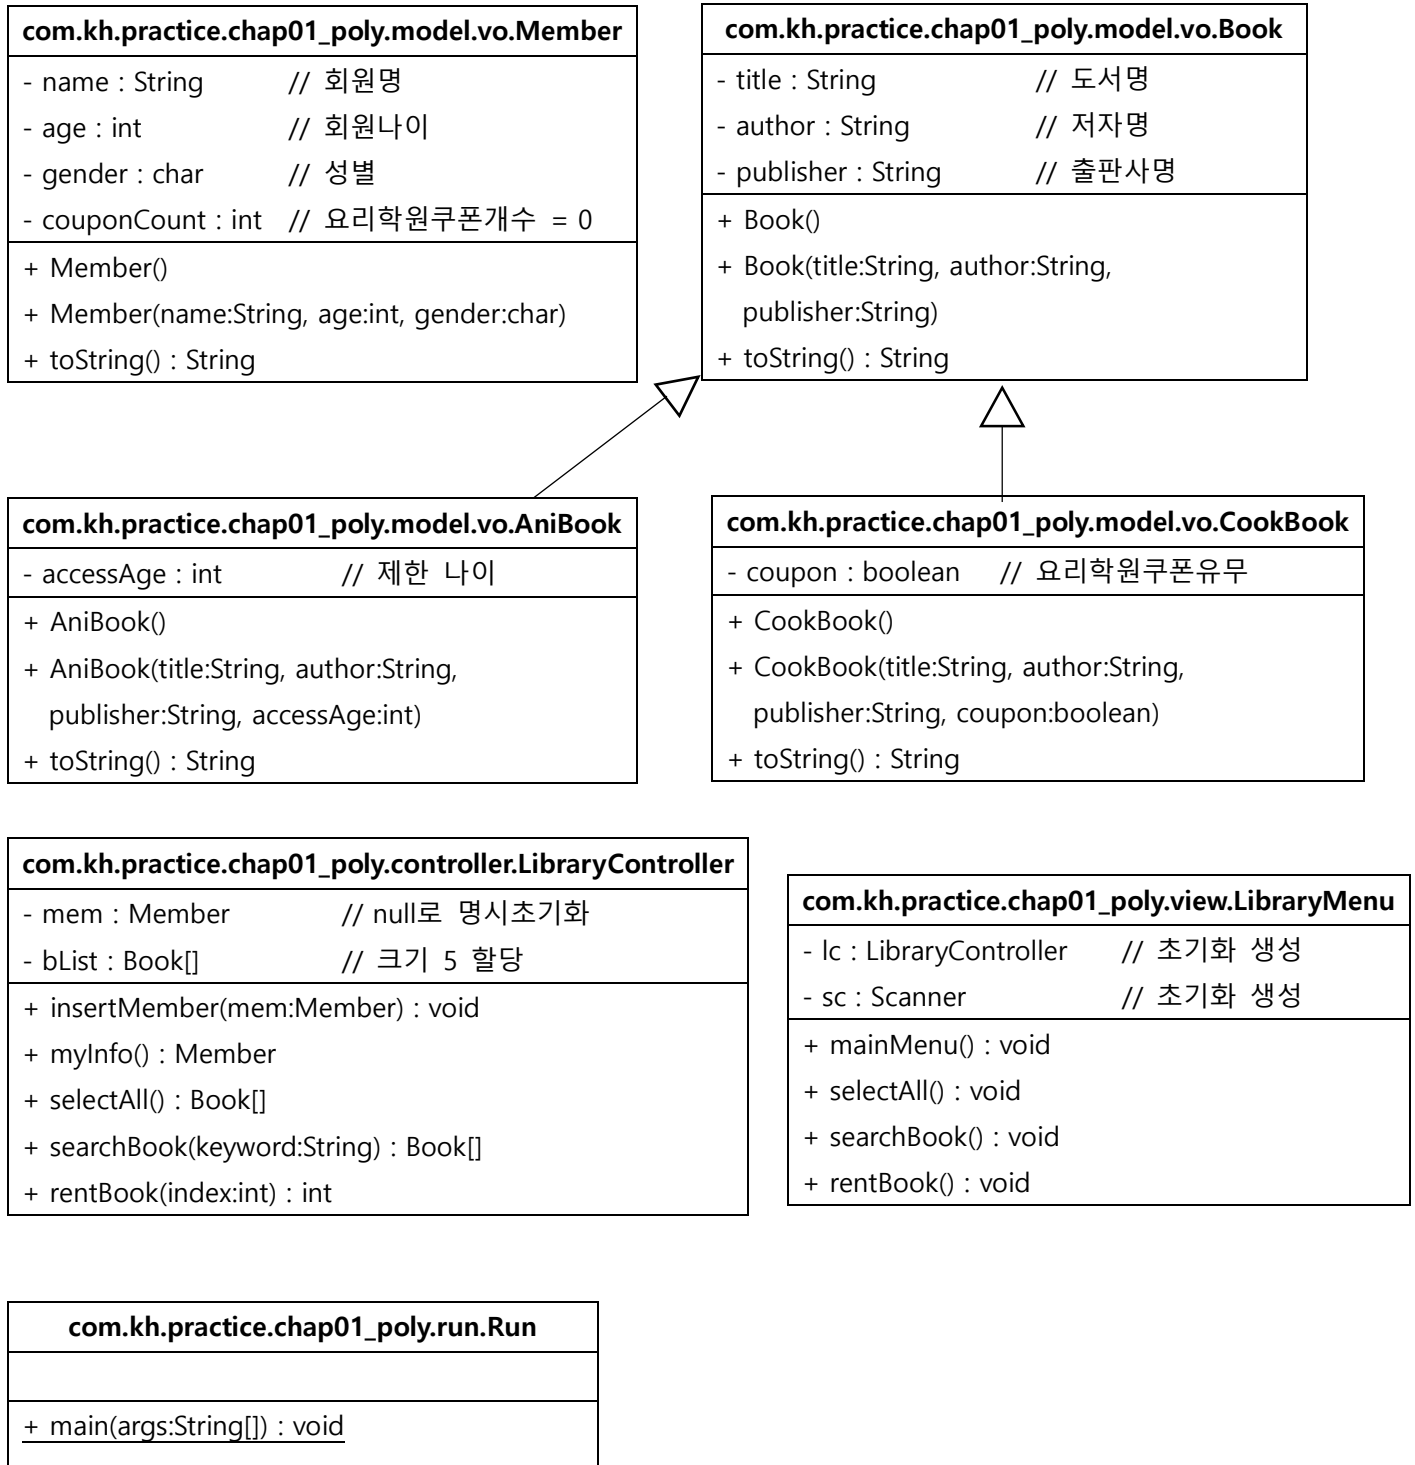 com.kh.practice.chap01_poly.model.vo.Member
- name : String // 회원명
- age : int // 회원나이
- gender : char // 성별
- couponCount : int // 요리학원쿠폰개수 = 0
+ Member()
+ Member(name:String, age:int, gender:char)
+ toString() : String
com.kh.practice.chap01_poly.model.vo.Book
- title : String // 도서명
- author : String // 저자명
- publisher : String // 출판사명
+ Book()
+ Book(title:String, author:String,
publisher:String)
+ toString() : String
com.kh.practice.chap01_poly.model.vo.AniBook
- accessAge : int // 제한 나이
+ AniBook()
+ AniBook(title:String, author:String,
publisher:String, accessAge:int)
+ toString() : String
com.kh.practice.chap01_poly.model.vo.CookBook
- coupon : boolean // 요리학원쿠폰유무
+ CookBook()
+ CookBook(title:String, author:String,
publisher:String, coupon:boolean)
+ toString() : String
com.kh.practice.chap01_poly.controller.LibraryController
- mem : Member // null로 명시초기화
- bList : Book[] // 크기 5 할당
+ insertMember(mem:Member) : void
+ myInfo() : Member
+ selectAll() : Book[]
+ searchBook(keyword:String) : Book[]
+ rentBook(index:int) : int
com.kh.practice.chap01_poly.view.LibraryMenu
- lc : LibraryController // 초기화 생성
- sc : Scanner // 초기화 생성
+ mainMenu() : void
+ selectAll() : void
+ searchBook() : void
+ rentBook() : void
com.kh.practice.chap01_poly.run.Run
+ main(args:String[]) : void